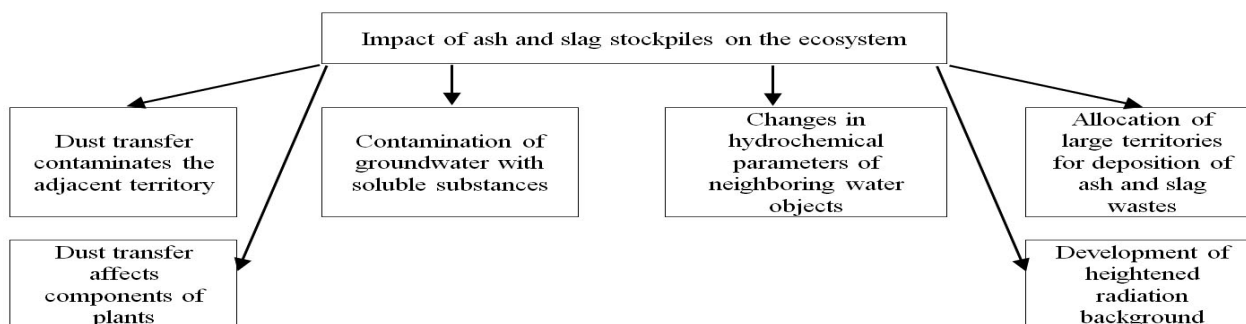 Impact of ash and slag stockpiles on the ecosystem
Dust transfer
contaminates the
adjacent territory
Contamination of
groundwater with
soluble substances
Changes in
hydrochemical
parameters of
neighboring water
objects
Allocation of
large territories
for deposition of
ash and slag
wastes
Dust transfer
affects
components of
plants
Development of
heightened
radiation
background